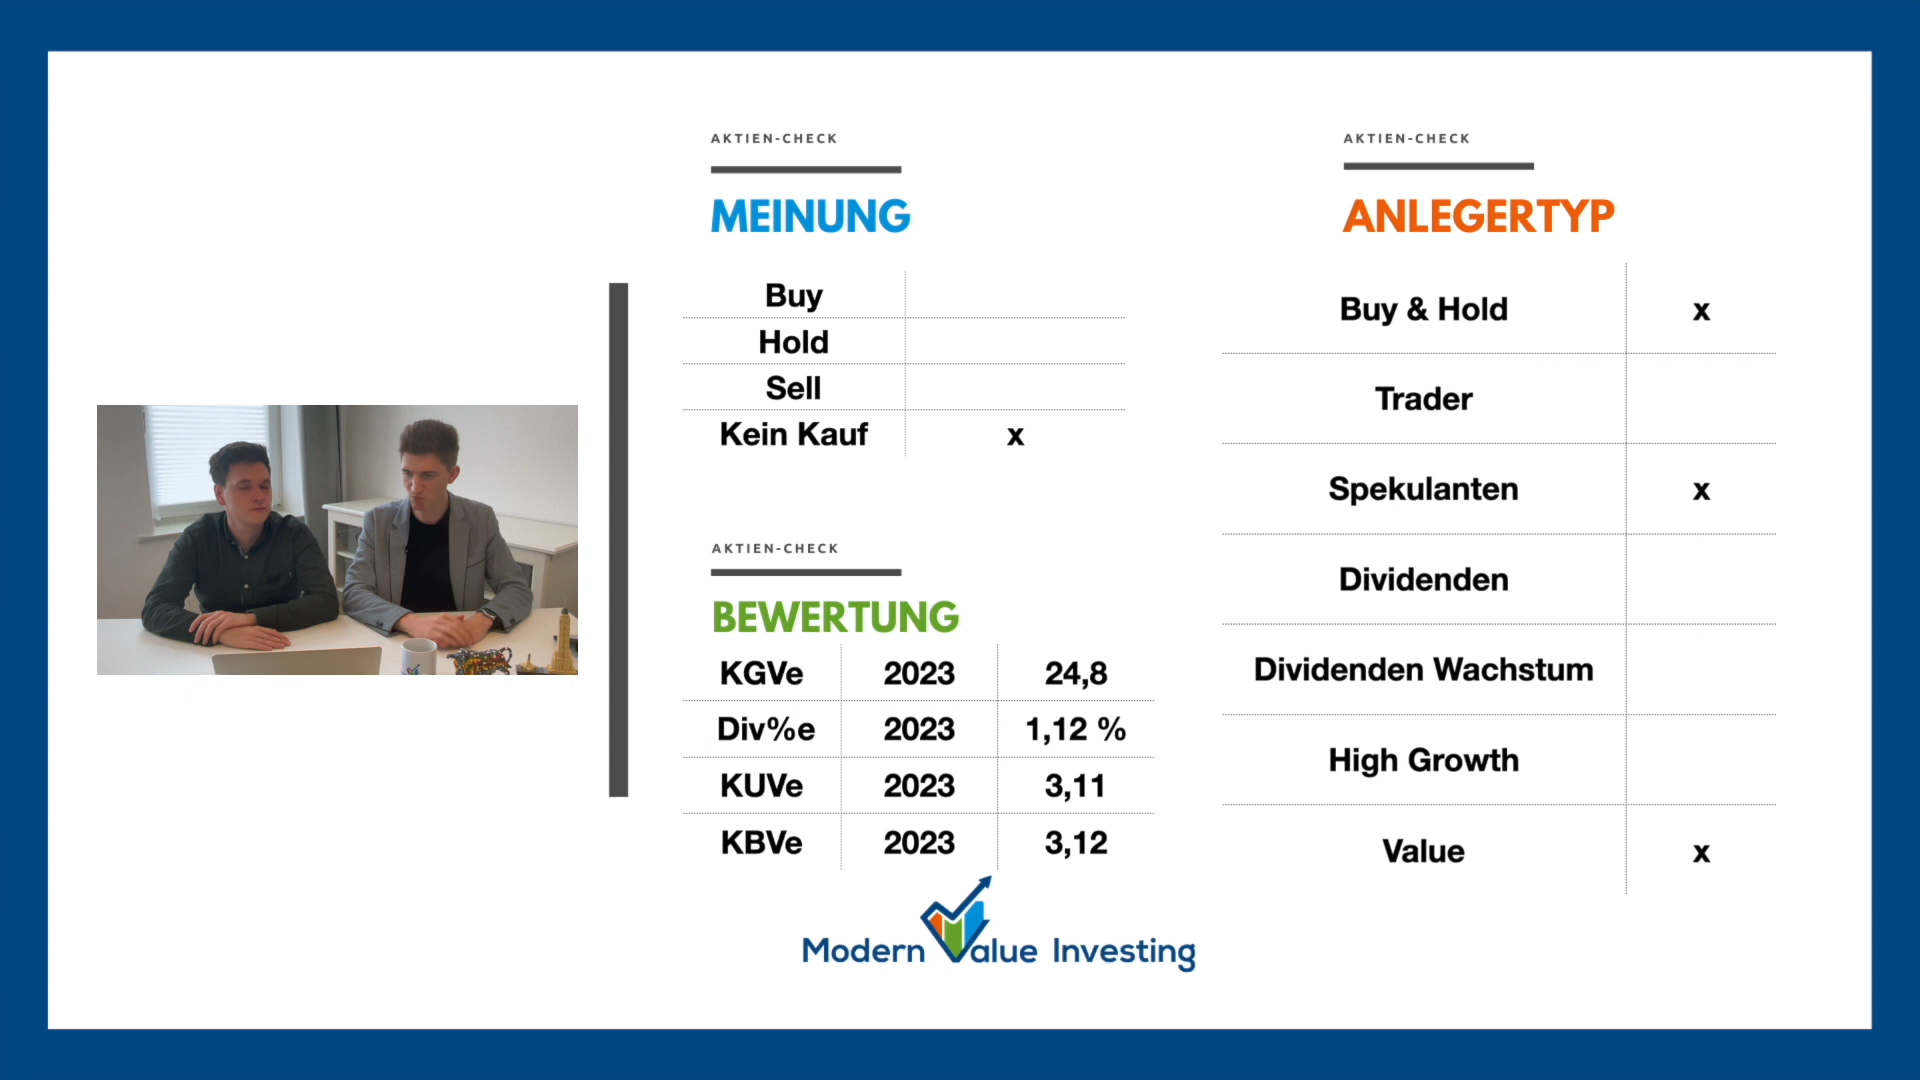 AKTIEN-CHECK
MEINUNG
Buy
Hold
Sell
Kein Kauf x
AKTIEN-CHECK
BEWERTUNG
KGVe 2023 24,8
Div%e 2023 1,12 %
KUVe 2023 3,11
KBVe 2023 3,12
AKTIEN-CHECK
ANLEGERTYP
Buy & Hold x
Trader
Spekulanten x
Dividenden
Dividenden Wachstum
High Growth
Value x
Modern Value Investing